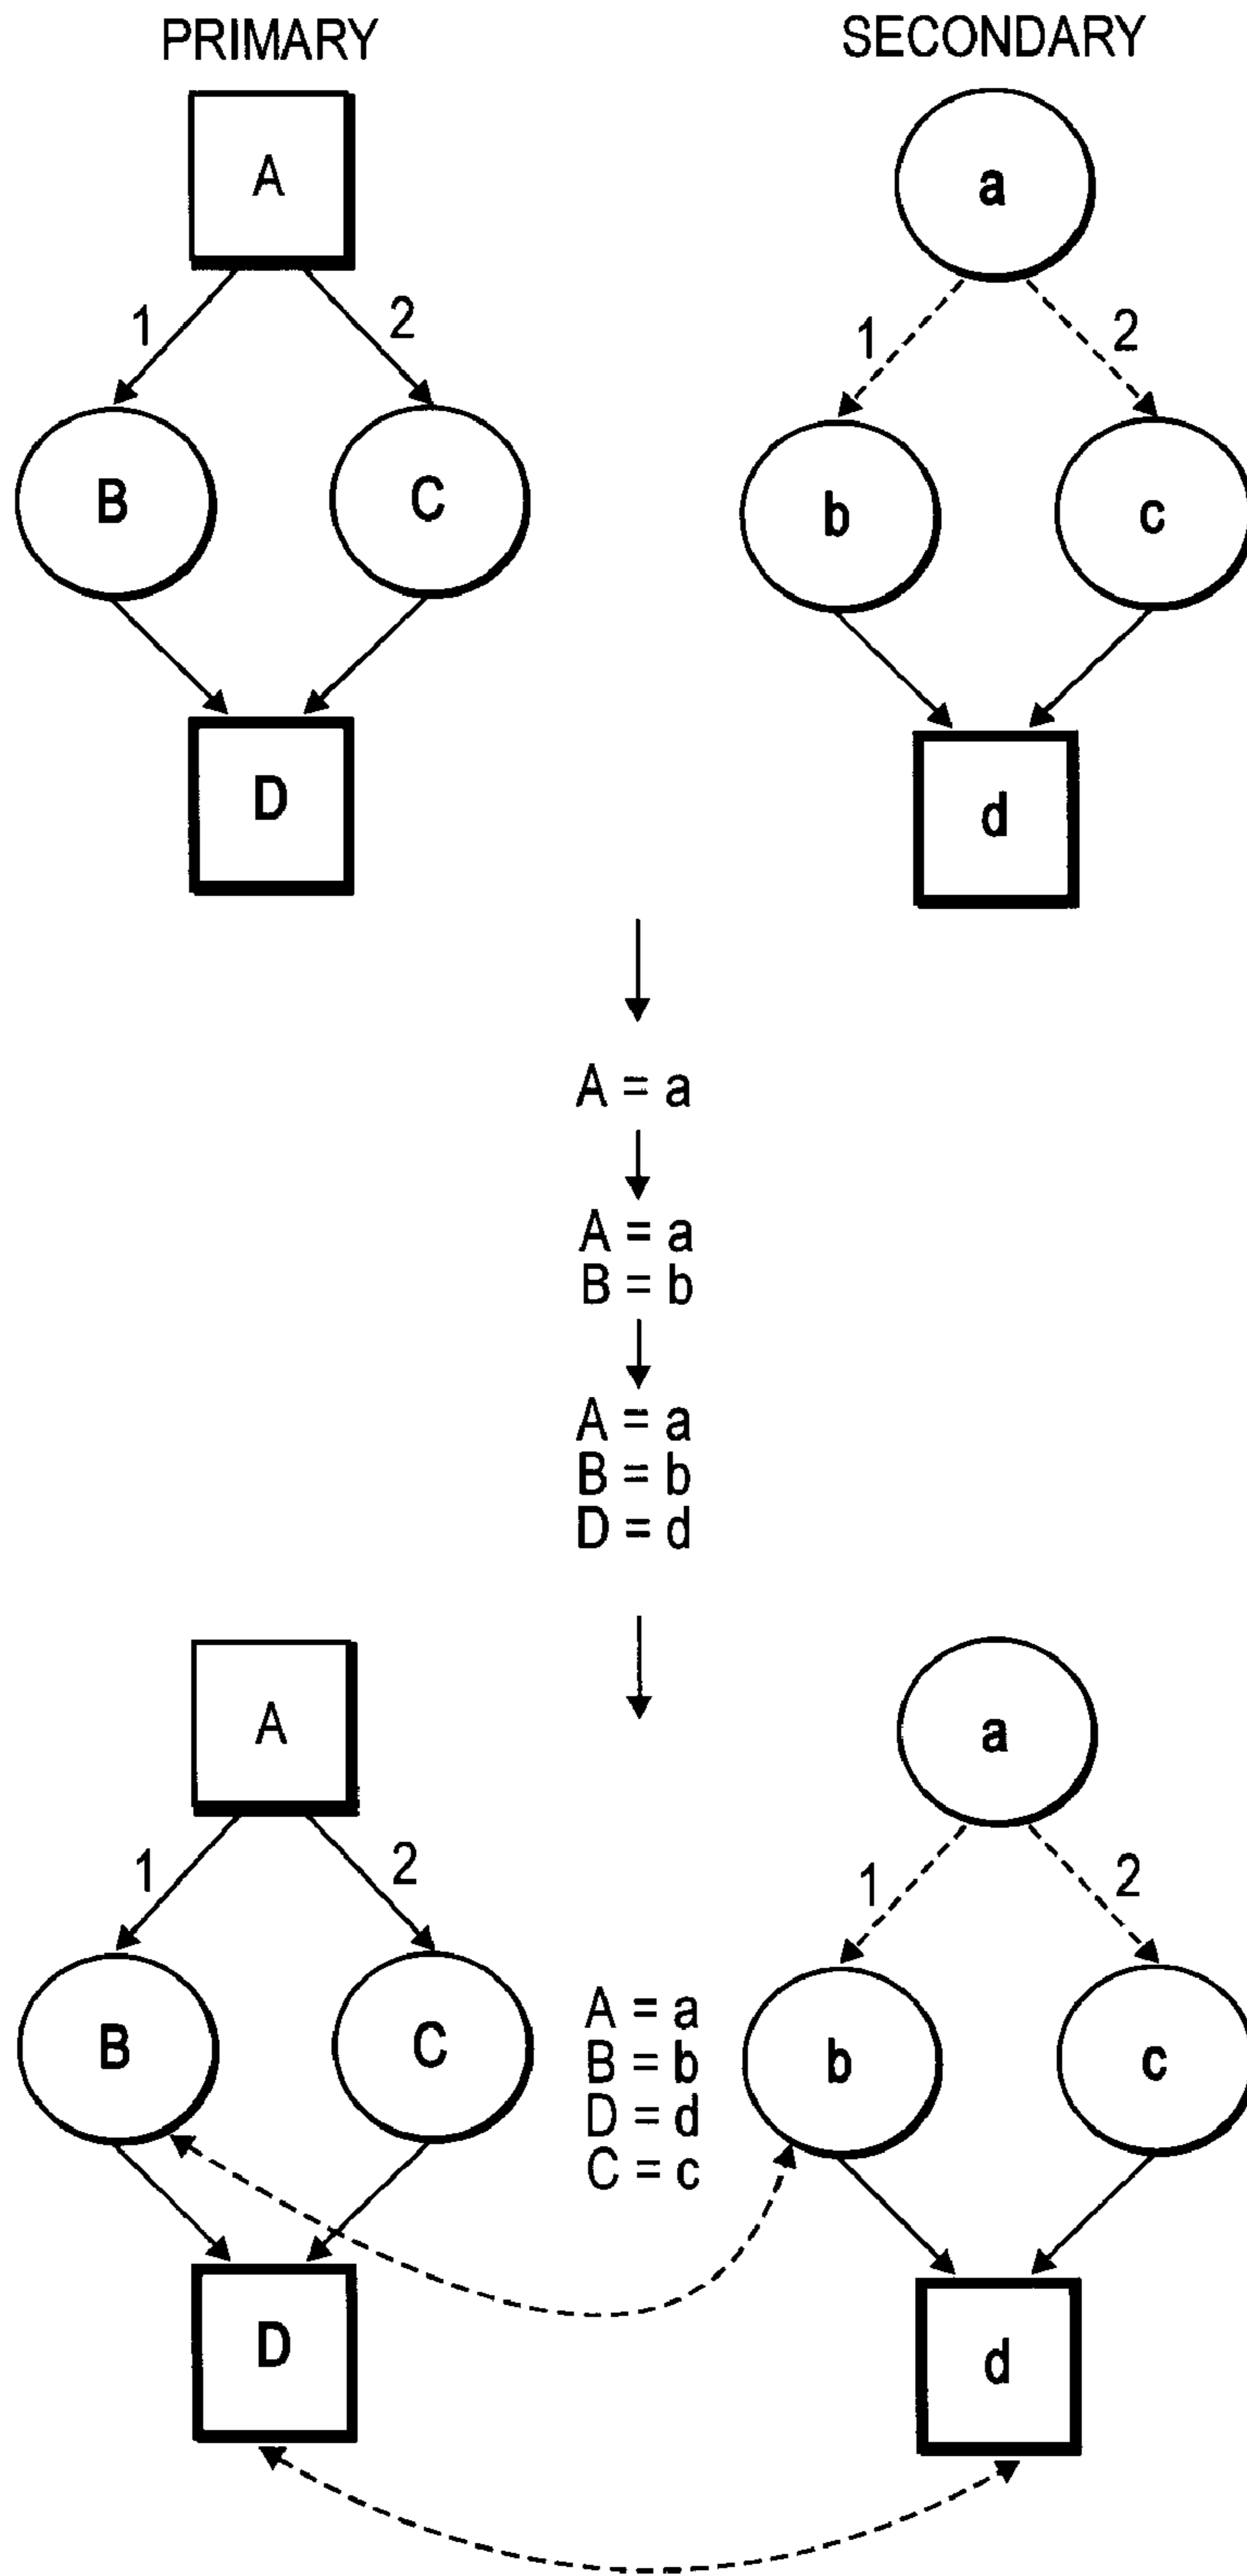 PRIMARY SECONDARY
A a
1 2 1 2
B C b c
D d
A = a
A = a
B = b
A = a
B = b
D = d
A a
1 2 1 2
B C b c
A = a
B = b
D = d
C = c
D d